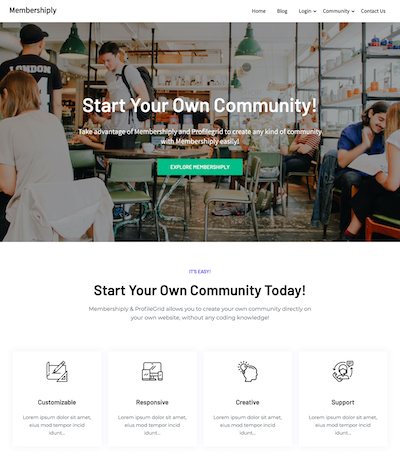 Membershiply
Home Blog Login Community Contact Us
LONDON
Start Your Own Community!
Take advantage of Membershiply and Profilegrid to create any kind of community
with Membershiply easily!
EXPLORE MEMBERSHIPLY
IT'S EASY!
Start Your Own Community Today!
Membershiply & ProfileGrid allows you to create your own community directly on
your own website, without any coding knowledge!
Customizable
Lorem ipsum dolor sit amet,
eius mod tempor incid
idunt...
Responsive
Lorem ipsum dolor sit amet,
eius mod tempor incid
idunt...
Creative
Lorem ipsum dolor sit amet,
eius mod tempor incid
idunt...
Support
Lorem ipsum dolor sit amet,
eius mod tempor incid
idunt...